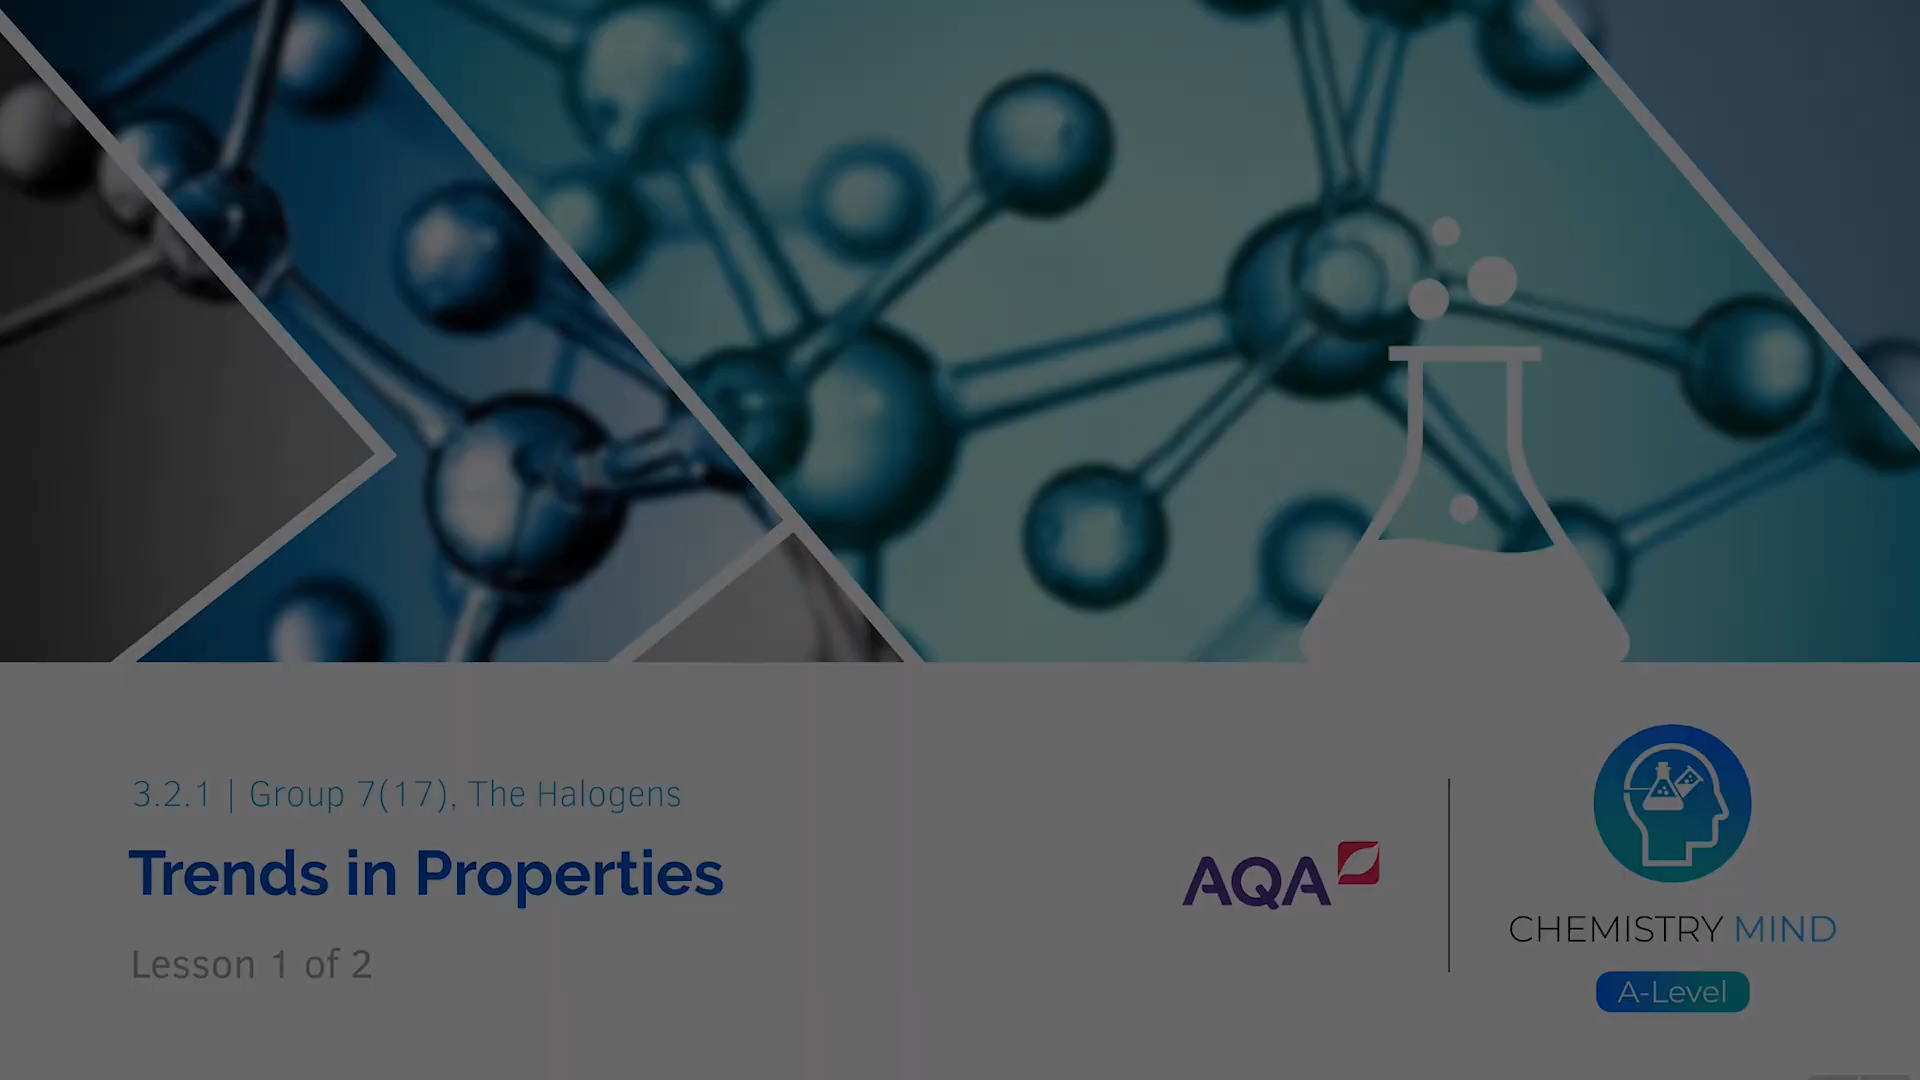 3.2.1 | Group 7(17), The Halogens
Trends in Properties
Lesson 1 of 2
AQA
CHEMISTRY MIND
A-Level